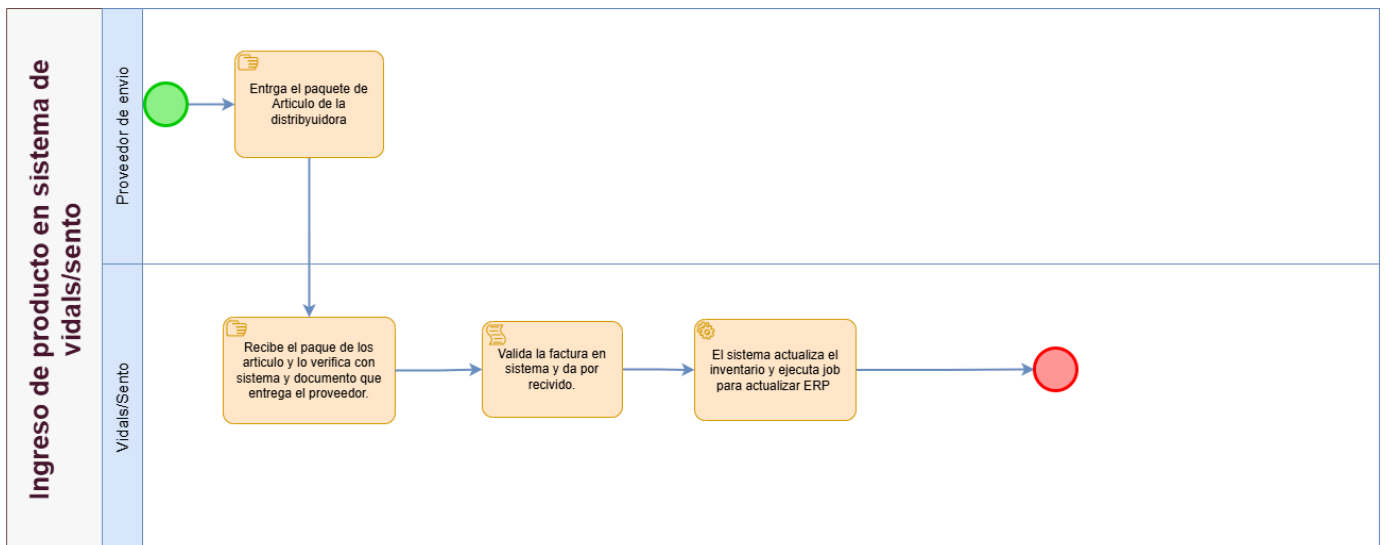 Ingreso de producto en sistema de
vidals/sento
Proveedor de envio
Entrga el paquete de
Articulo de la
distribyuidora
Vidals/Sento
Recibe el paque de los
articulo y lo verifica con
sistema y documento que
entrega el proveedor.
Valida la factura en
sistema y da por
recivido.
El sistema actualiza el
inventario y ejecuta job
para actualizar ERP